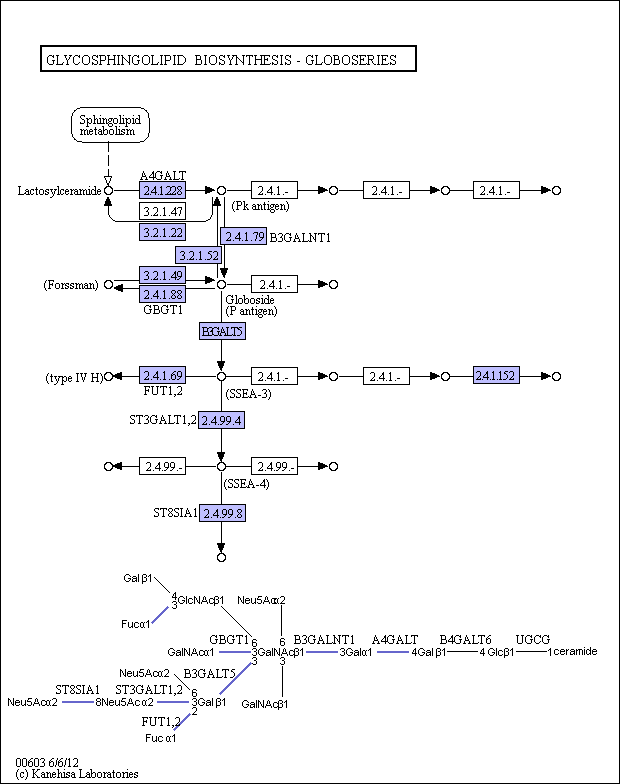 GLYCOSPHINGOLIPID BIOSYNTHESIS - GLOBOSERIES
Sphingolipid
metabolism
A4GALT
Lactosylceramide 2.4.1.228 2.4.1.- 2.4.1.- 2.4.1.-
(Pk antigen)
3.2.1.47
3.2.1.22 2.4.1.79 B3GALNT1
3.2.1.52
3.2.1.49
(Forssman) 2.4.1.-
2.4.1.88
GBGT1
Globoside
(P antigen)
B3GALT5
(type IV H) 2.4.1.69 2.4.1.- 2.4.1.- 2.4.1.152
FUT1,2 (SSEA-3)
ST3GALT1,2 2.4.99.4
2.4.99.- 2.4.99.-
(SSEA-4)
ST8SIA1 2.4.99.8
Gal β1
4
3 GlcNAcβ1 Neu5Acα2
Fucα1
GBGT1 6 6 B3GALNT1 A4GALT B4GALT6 UGCG
GalNAcα1 3GalNAcβ1 3Galα1 4Galβ1 4Glcβ1 1ceramide
3 3
B3GALT5
Neu5Acα2
ST8SIA1 ST3GALT1,2 6 GalNAcβ1
Neu5Acα2 8Neu5Acα2 3Galβ1
2
FUT1,2
Fucα1
00603 6/6/12
(c) Kanehisa Laboratories